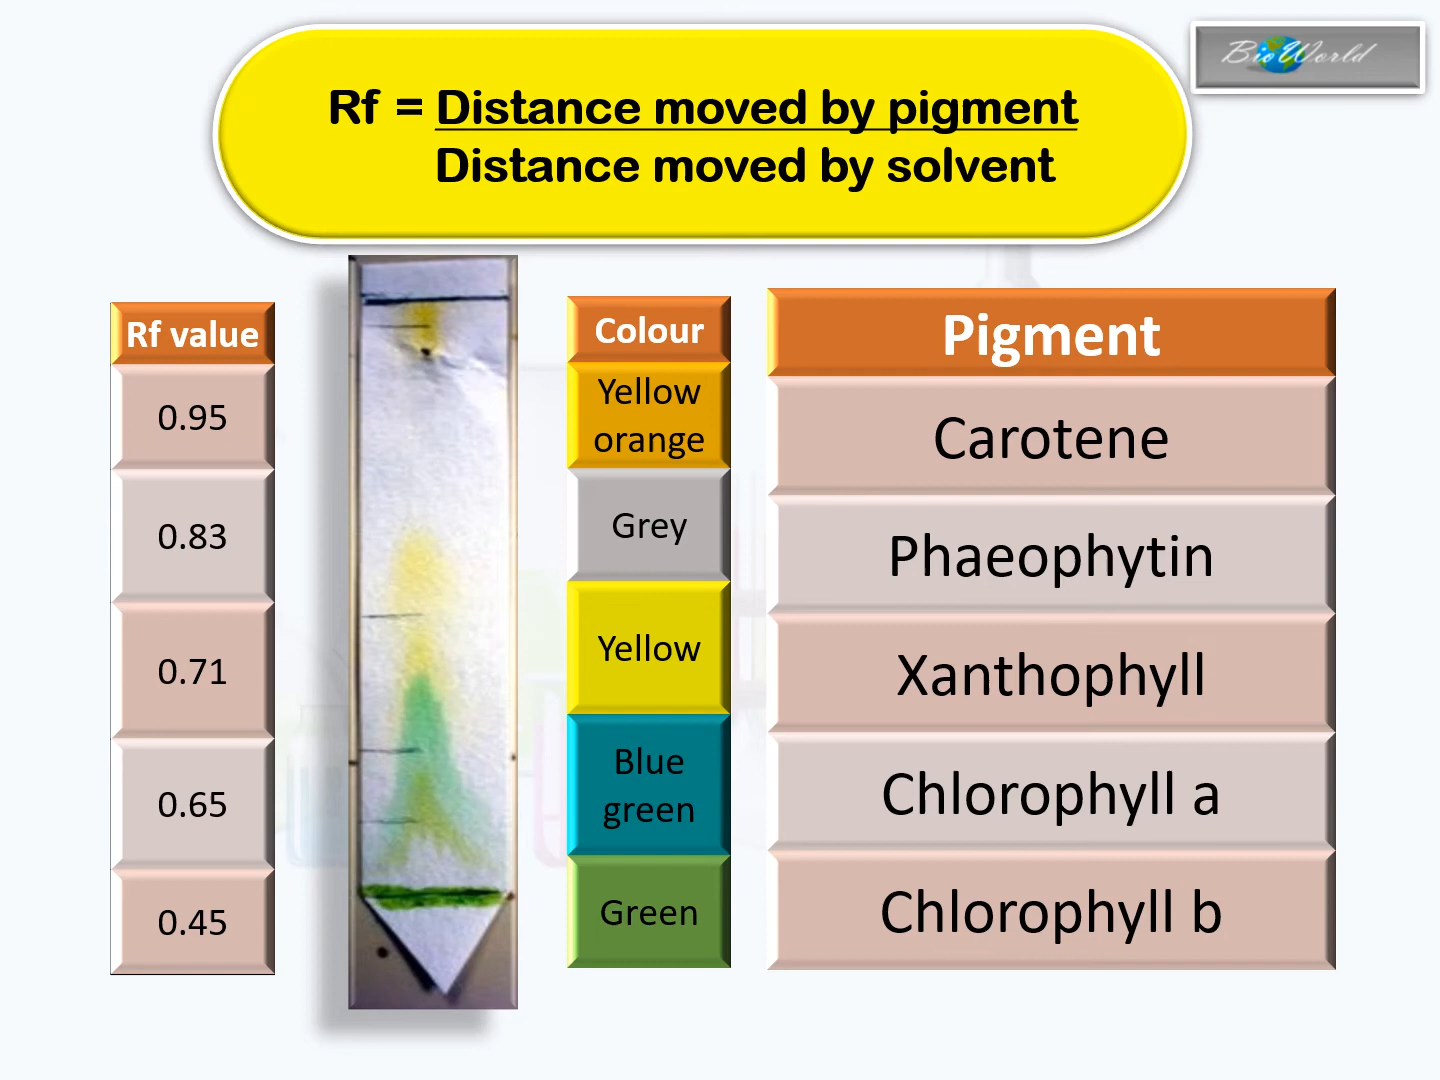 BioWorld
Rf = Distance moved by pigment
Distance moved by solvent
Rf value
0.95
0.83
0.71
0.65
0.45
Colour
Yellow
orange
Grey
Yellow
Blue
green
Green
Pigment
Carotene
Phaeophytin
Xanthophyll
Chlorophyll a
Chlorophyll b